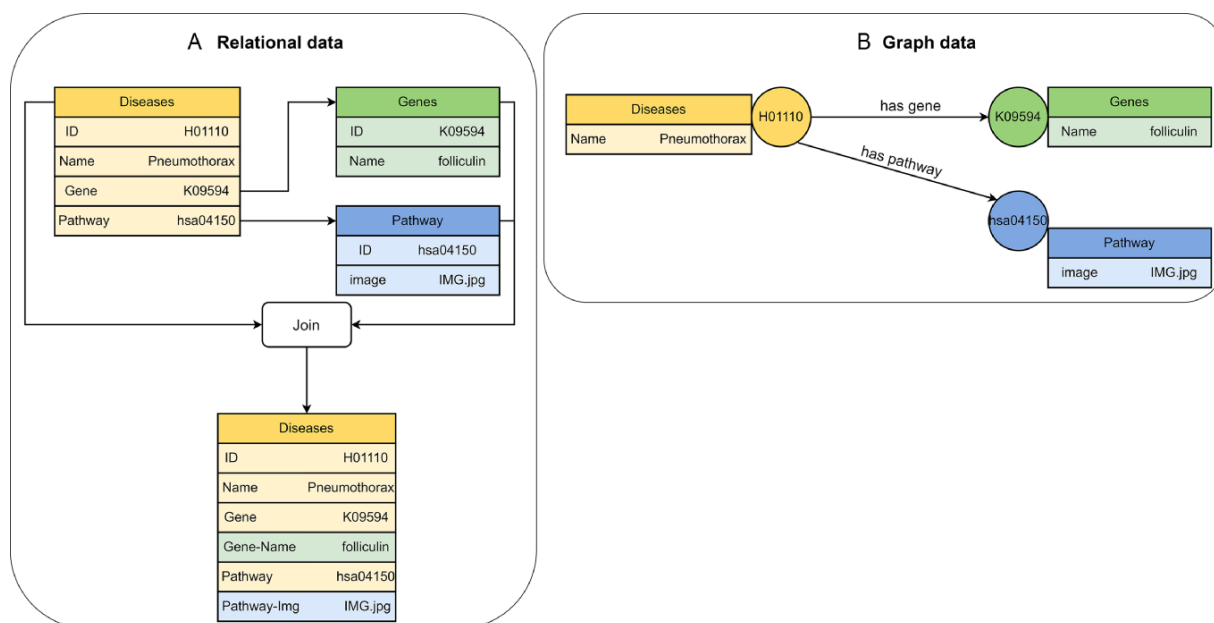 A Relational data
Diseases
ID H01110
Name Pneumothorax
Gene K09594
Pathway hsa04150
Genes
ID K09594
Name folliculin
Pathway
ID hsa04150
image IMG.jpg
Join
Diseases
ID H01110
Name Pneumothorax
Gene K09594
Gene-Name folliculin
Pathway hsa04150
Pathway-Img IMG.jpg
B Graph data
Diseases
Name Pneumothorax
H01110
has gene
has pathway
K09594
Genes
Name folliculin
hsa04150
Pathway
image IMG.jpg